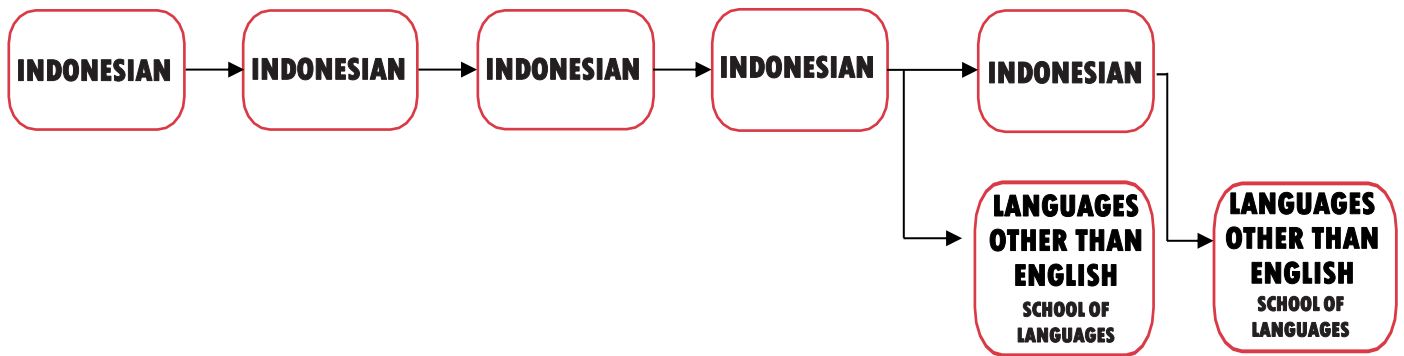 INDONESIAN
INDONESIAN
INDONESIAN
INDONESIAN
INDONESIAN
LANGUAGES
OTHER THAN
ENGLISH
SCHOOL OF
LANGUAGES
LANGUAGES
OTHER THAN
ENGLISH
SCHOOL OF
LANGUAGES